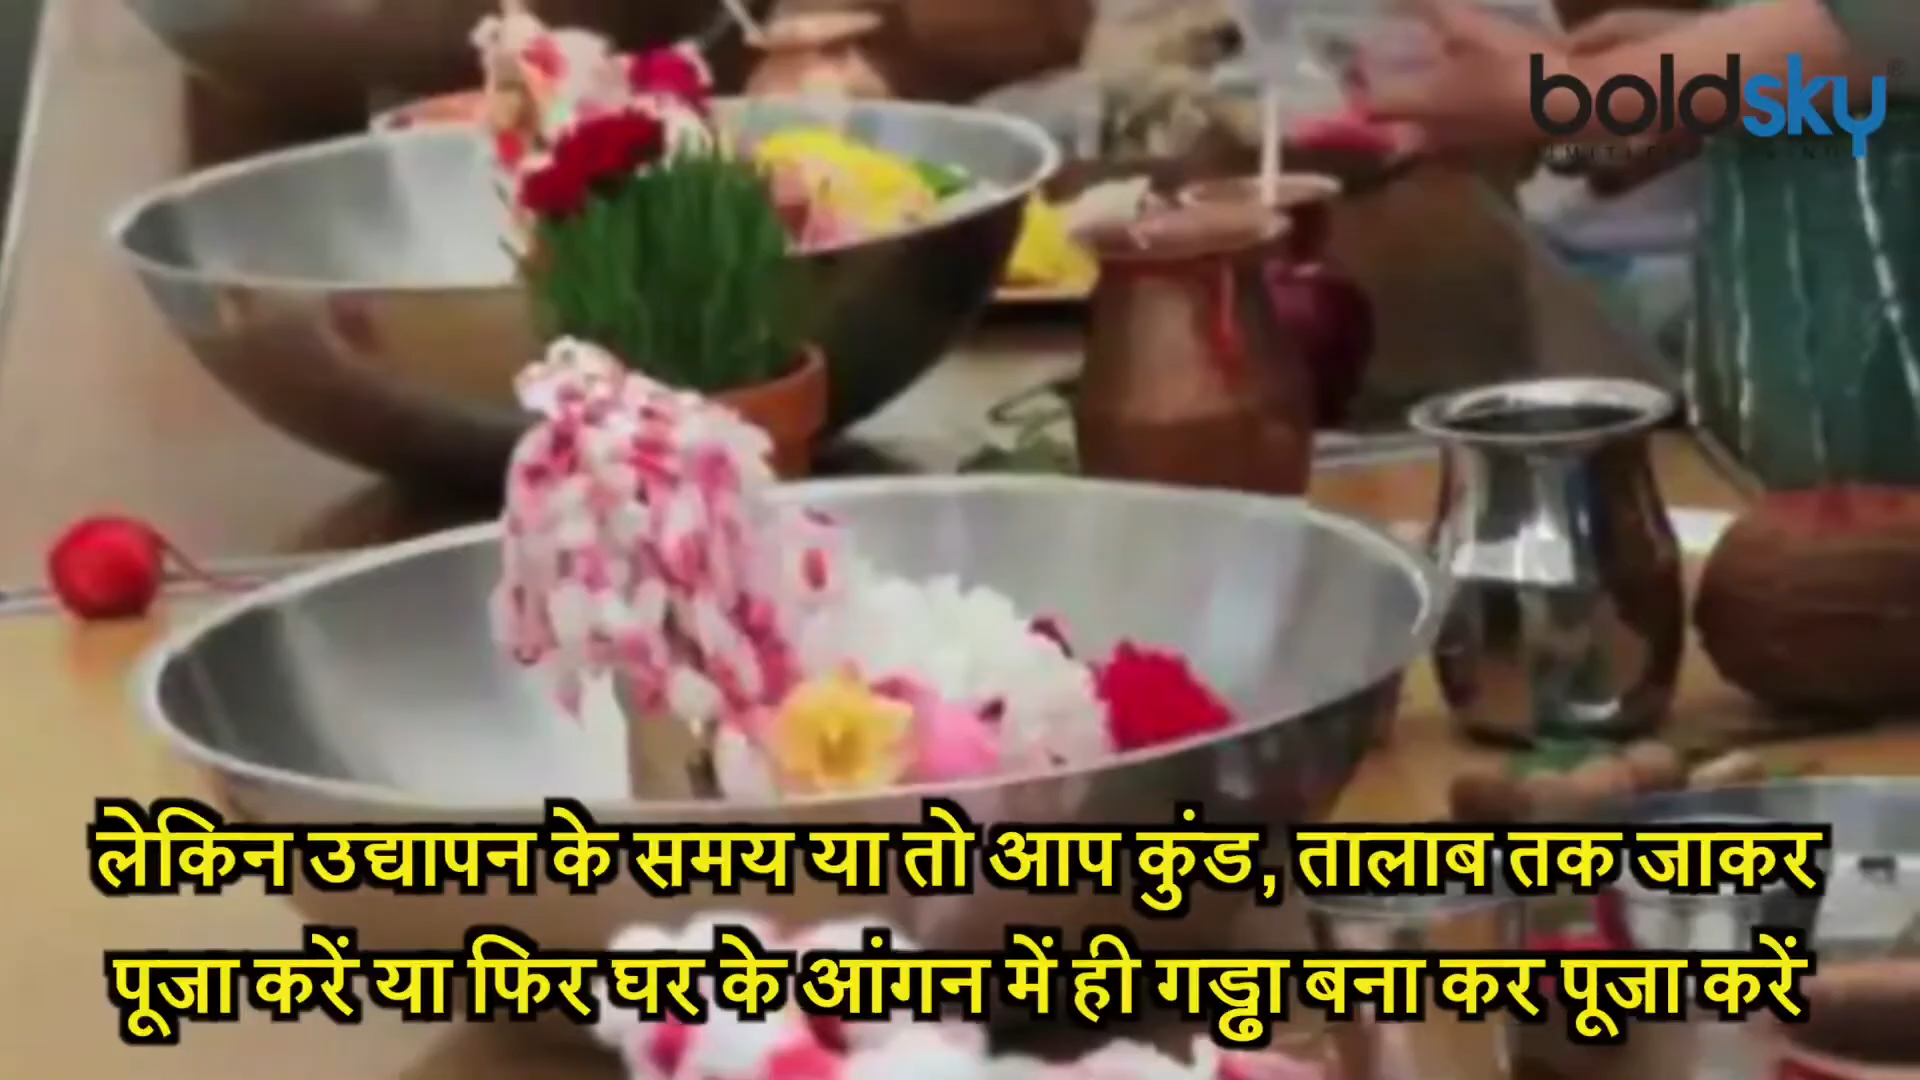 boldsky
लेकिन उद्यापन के समय या तो आप कुंड, तालाब तक जाकर
पूजा करें या फिर घर के आंगन में ही गड्ढा बना कर पूजा करें